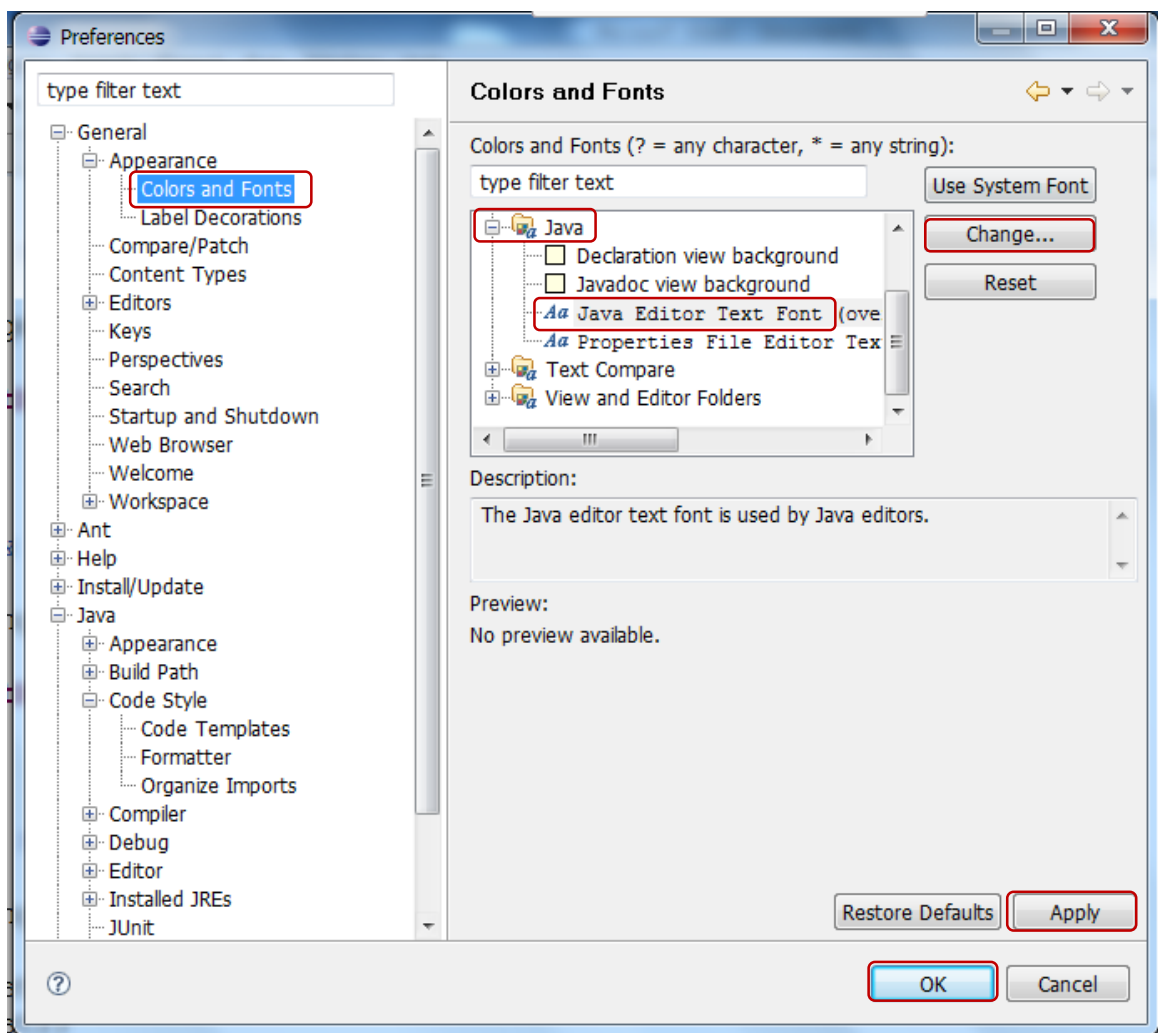 Preferences
type filter text
General
Appearance
Colors and Fonts
Label Decorations
Compare/Patch
Content Types
Editors
Keys
Perspectives
Search
Startup and Shutdown
Web Browser
Welcome
Workspace
Ant
Help
Install/Update
Java
Appearance
Build Path
Code Style
Code Templates
Formatter
Organize Imports
Compiler
Debug
Editor
Installed JREs
JUnit
Colors and Fonts
Colors and Fonts (? = any character, * = any string):
type filter text
Use System Font
Change...
Reset
Java
Declaration view background
Javadoc view background
Aa Java Editor Text Font (ove
Aa Properties File Editor Tex
Text Compare
View and Editor Folders
Description:
The Java editor text font is used by Java editors.
Preview:
No preview available.
Restore Defaults
Apply
OK
Cancel